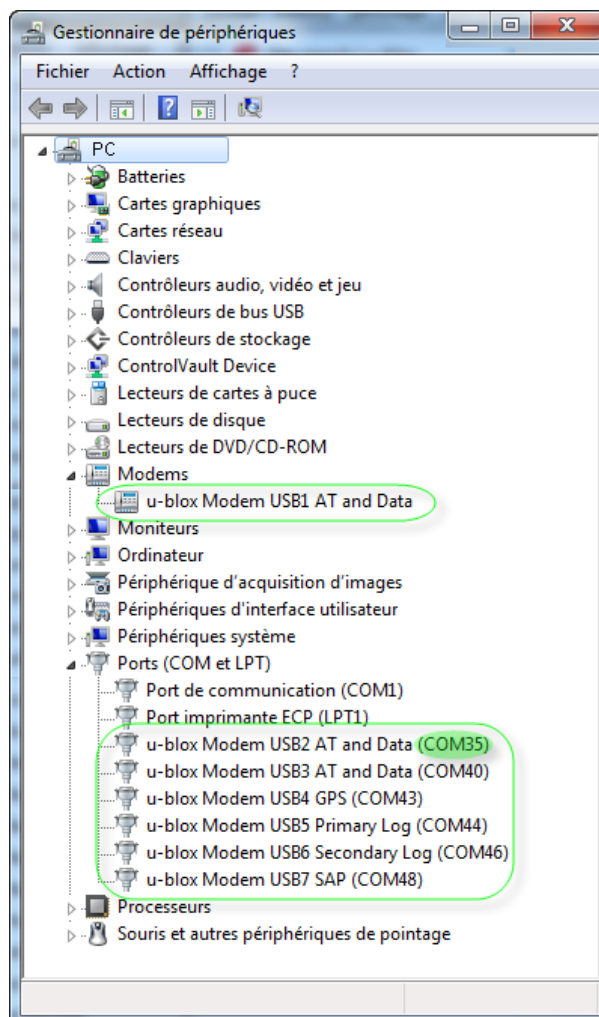 Gestionnaire de périphériques
Fichier Action Affichage ?
PC
Batteries
Cartes graphiques
Cartes réseau
Claviers
Contrôleurs audio, vidéo et jeu
Contrôleurs de bus USB
Contrôleurs de stockage
ControlVault Device
Lecteurs de cartes à puce
Lecteurs de disque
Lecteurs de DVD/CD-ROM
Modems
u-blox Modem USB1 AT and Data
Moniteurs
Ordinateur
Périphérique d'acquisition d'images
Périphériques d'interface utilisateur
Périphériques système
Ports (COM et LPT)
Port de communication (COM1)
Port imprimante ECP (LPT1)
u-blox Modem USB2 AT and Data (COM35)
u-blox Modem USB3 AT and Data (COM40)
u-blox Modem USB4 GPS (COM43)
u-blox Modem USB5 Primary Log (COM44)
u-blox Modem USB6 Secondary Log (COM46)
u-blox Modem USB7 SAP (COM48)
Processeurs
Souris et autres périphériques de pointage